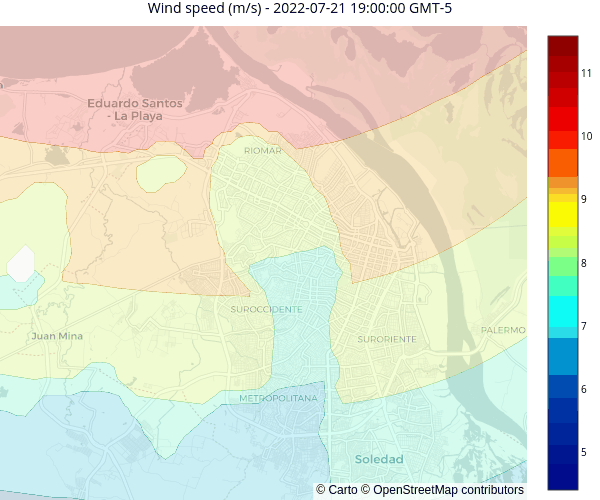 Wind speed (m/s) - 2022-07-21 19:00:00 GMT-5
Eduardo Santos
- La Playa
RIOMAR
SUROCCIDENTE
Juan Mina
SURORIENTE
PALERMO
METROPOLITANA
Soledad
© Carto © OpenStreetMap contributors
11
10
9
8
7
6
5